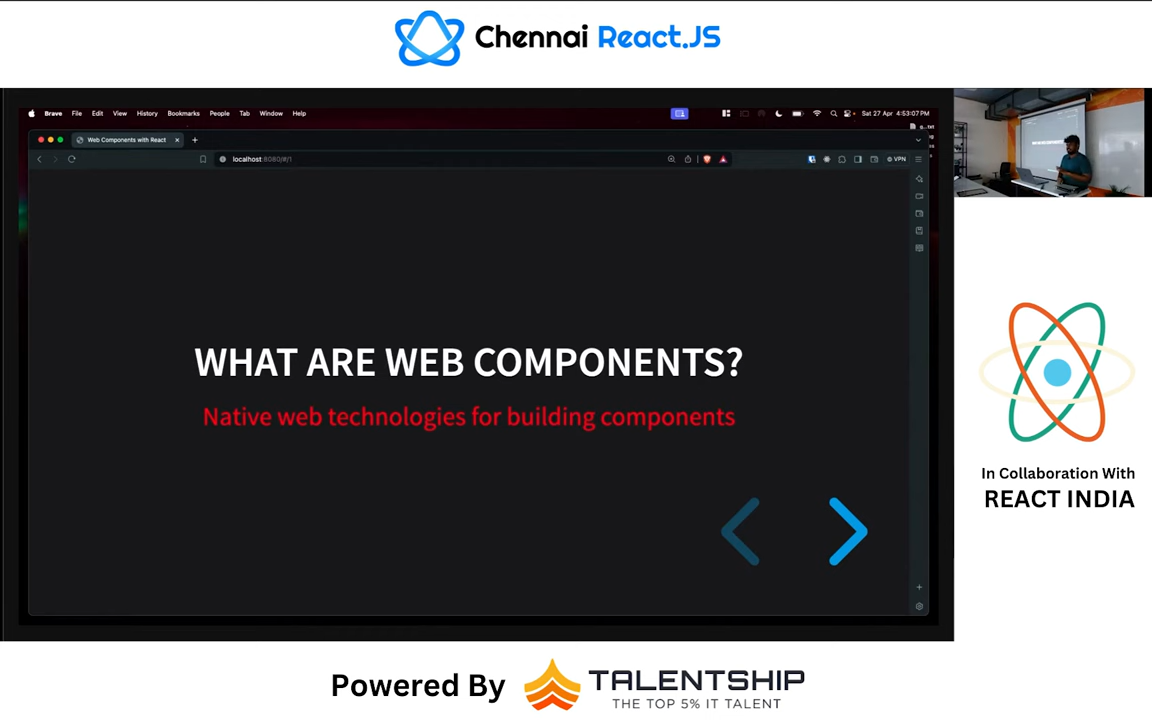 Chennai React.JS
Brave File Edit View History Bookmarks People Tab Window Help
Sat 27 Apr 4:53:07 PM
Web Components with React
localhost:8080/#/1
VPN
WHAT ARE WEB COMPONENTS?
Native web technologies for building components
In Collaboration With
REACT INDIA
Powered By
TALENTSHIP
THE TOP 5% IT TALENT